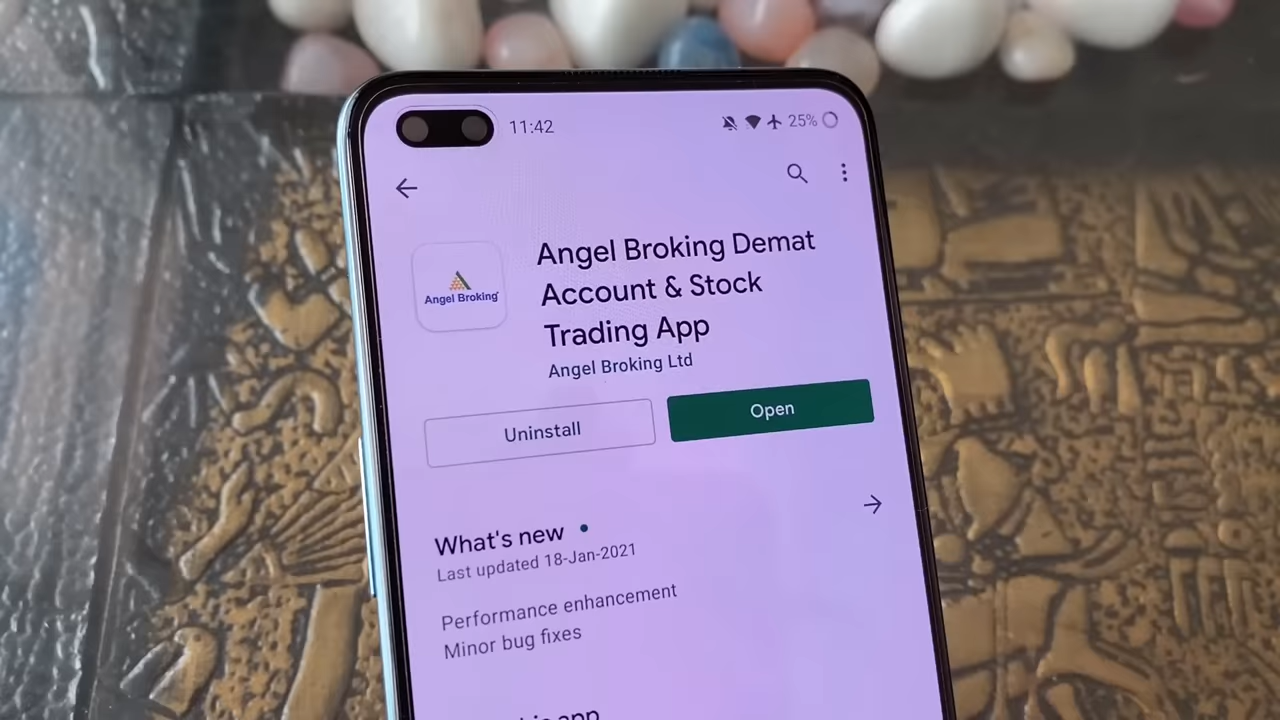 11:42
25%
Angel Broking
Angel Broking Demat
Account & Stock
Trading App
Angel Broking Ltd
Uninstall
Open
What's new
Last updated 18-Jan-2021
Performance enhancement
Minor bug fixes
app